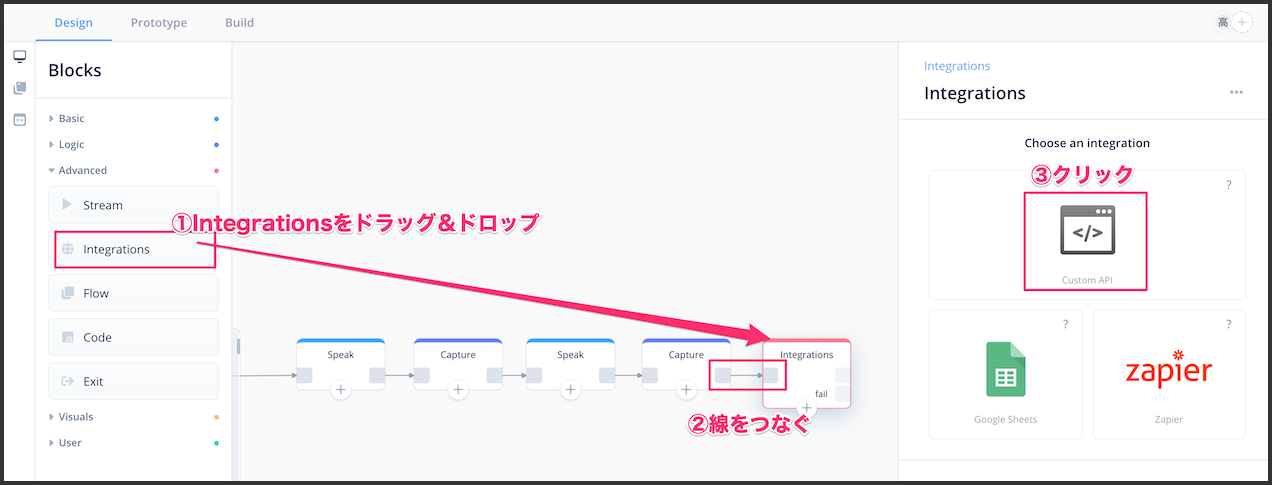 Design Prototype Build 高
Blocks
Basic
Logic
Advanced
Stream
Integrations
Flow
Code
Exit
Visuals
User
①Integrationsをドラッグ&ドロップ
Speak Capture Speak Capture Integrations
fail
②線をつなぐ
Integrations
Integrations
Choose an integration
③クリック
?
Custom API
? ?
zapier
Google Sheets Zapier